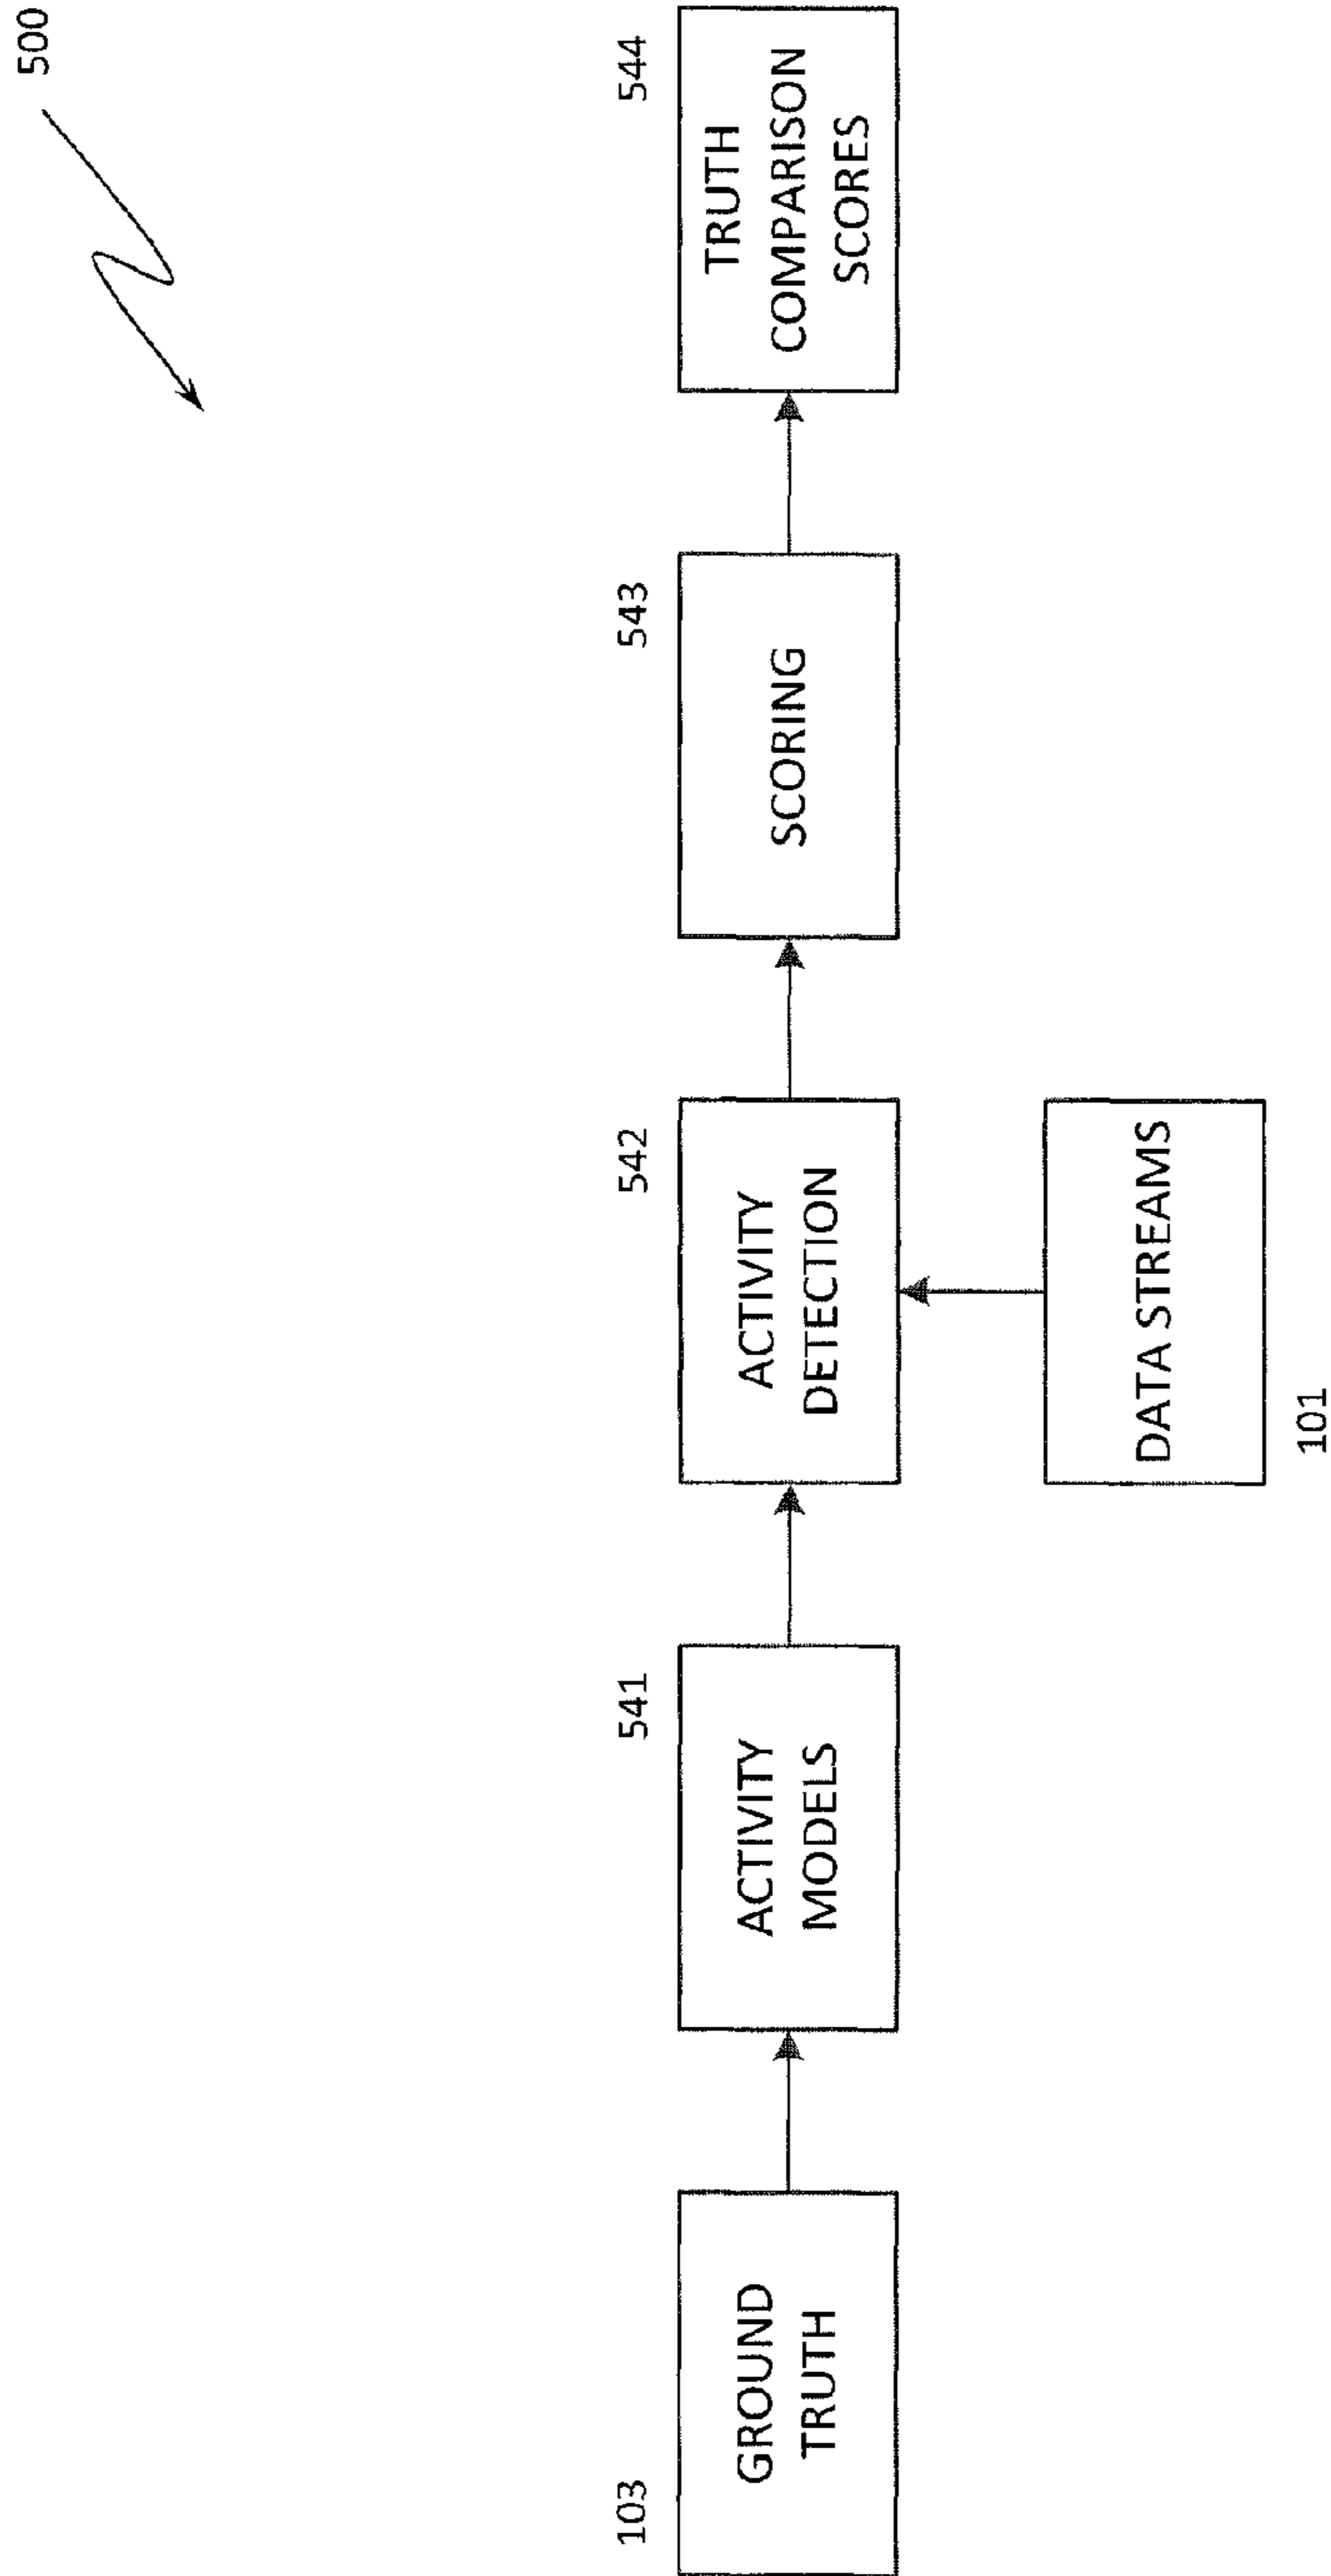 500
103
GROUND
TRUTH
541
ACTIVITY
MODELS
542
ACTIVITY
DETECTION
543
SCORING
544
TRUTH
COMPARISON
SCORES
DATA STREAMS
101